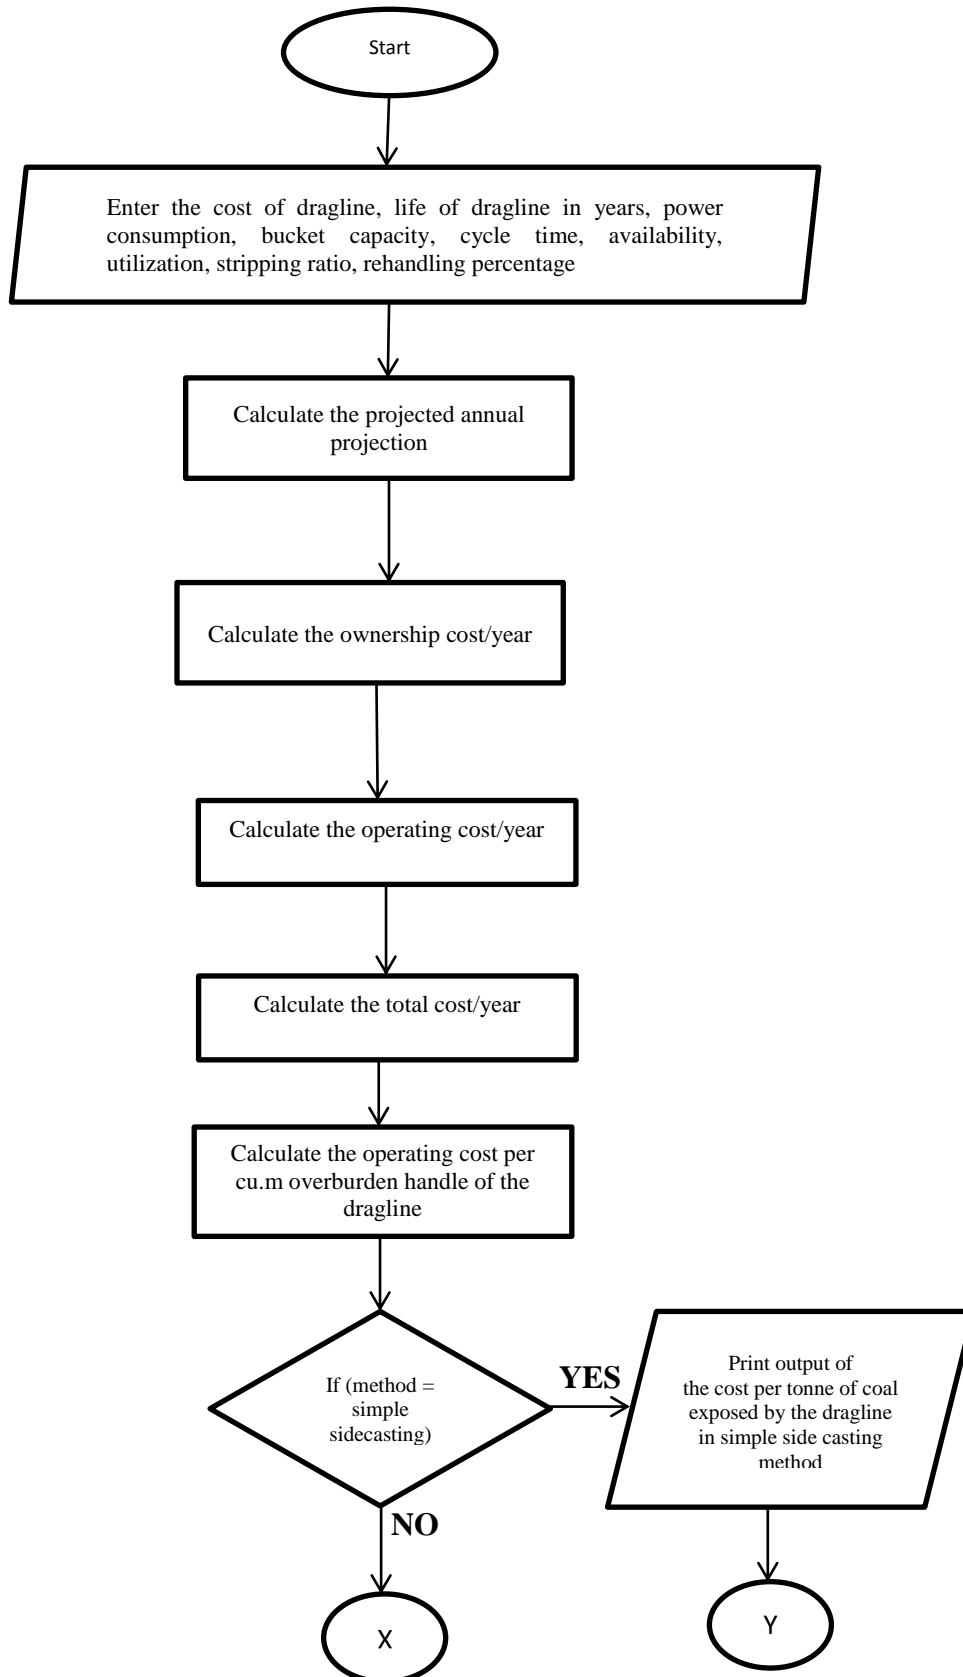 Start
Enter the cost of dragline, life of dragline in years, power
consumption, bucket capacity, cycle time, availability,
utilization, stripping ratio, rehandling percentage
Calculate the projected annual
projection
Calculate the ownership cost/year
Calculate the operating cost/year
Calculate the total cost/year
Calculate the operating cost per
cu.m overburden handle of the
dragline
If (method =
simple
sidecasting)
YES
Print output of
the cost per tonne of coal
exposed by the dragline
in simple side casting
method
NO
X
Y